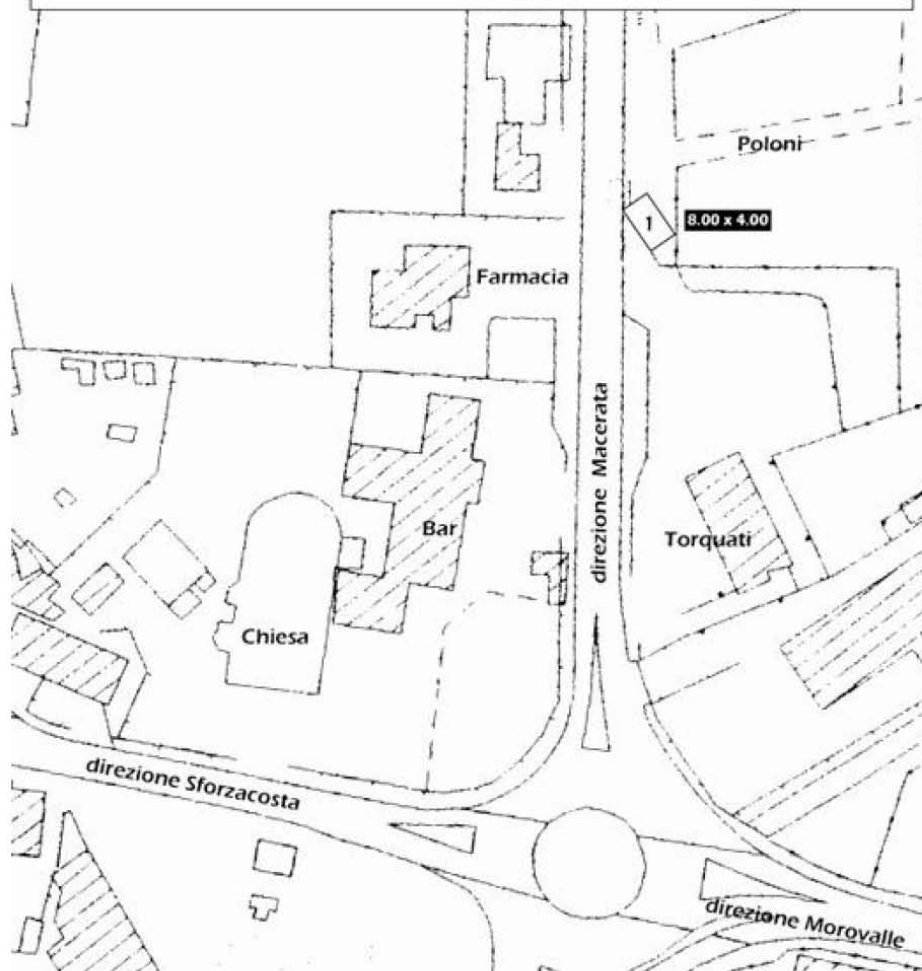 Poloni
1
8.00 x 4.00
Farmacia
direzione Macerata
Bar
Torquati
Chiesa
direzione Sforzacosta
direzione Morovalle